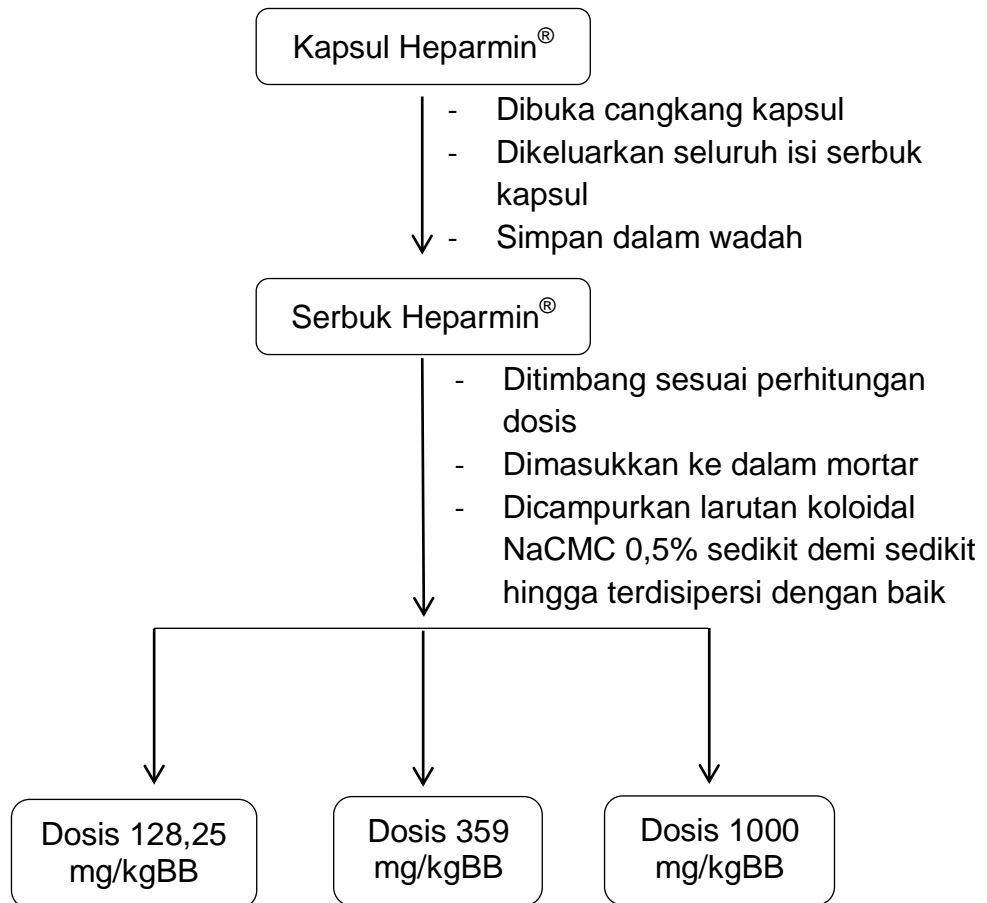 Kapsul Heparmin®
- Dibuka cangkang kapsul
- Dikeluarkan seluruh isi serbuk
kapsul
- Simpan dalam wadah
Serbuk Heparmin®
- Ditimbang sesuai perhitungan
dosis
- Dimasukkan ke dalam mortar
- Dicampurkan larutan koloidal
NaCMC 0,5% sedikit demi sedikit
hingga terdisipersi dengan baik
Dosis 128,25
mg/kgBB
Dosis 359
mg/kgBB
Dosis 1000
mg/kgBB